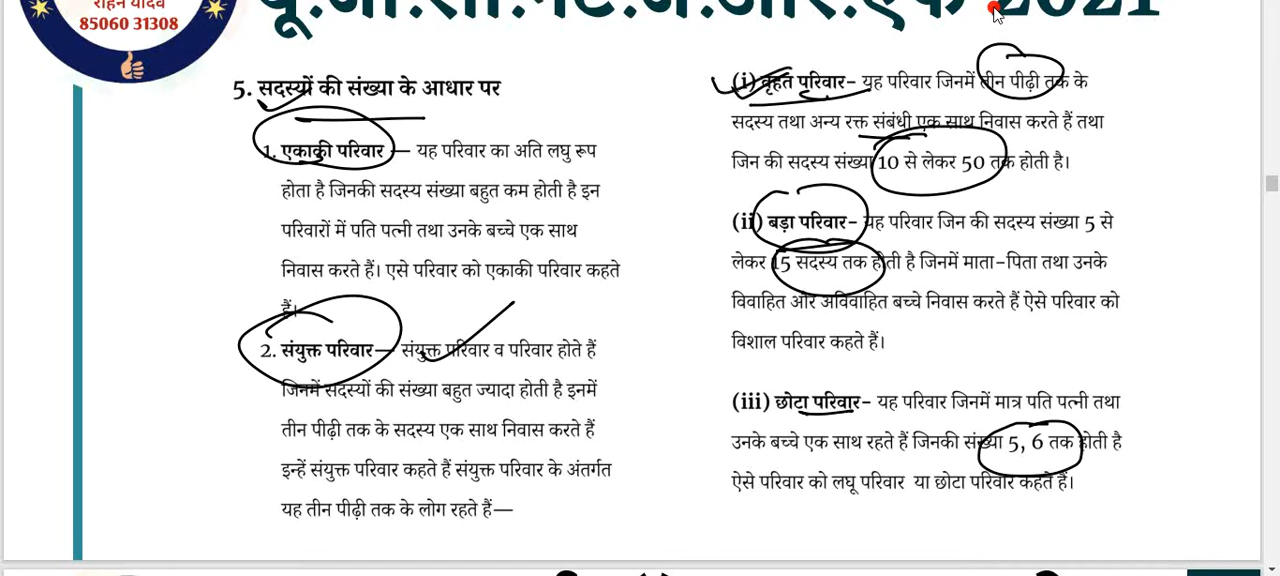 रोहन यादव
85060 31308
यू.जी.सी.नेट.जे.आर.एफ 2021
5. सदस्यों की संख्या के आधार पर
1. एकाकी परिवार — यह परिवार का अति लघु रूप
होता है जिनकी सदस्य संख्या बहुत कम होती है इन
परिवारों में पति पत्नी तथा उनके बच्चे एक साथ
निवास करते हैं। एसे परिवार को एकाकी परिवार कहते
हैं।
2. संयुक्त परिवार— संयुक्त परिवार व परिवार होते हैं
जिनमें सदस्यों की संख्या बहुत ज्यादा होती है इनमें
तीन पीढ़ी तक के सदस्य एक साथ निवास करते हैं
इन्हें संयुक्त परिवार कहते हैं संयुक्त परिवार के अंतर्गत
यह तीन पीढ़ी तक के लोग रहते हैं—
(i) वृहत परिवार- यह परिवार जिनमें तीन पीढ़ी तक के
सदस्य तथा अन्य रक्त संबंधी एक साथ निवास करते हैं तथा
जिन की सदस्य संख्या 10 से लेकर 50 तक होती है।
(ii) बड़ा परिवार- यह परिवार जिन की सदस्य संख्या 5 से
लेकर 15 सदस्य तक होती है जिनमें माता-पिता तथा उनके
विवाहित और अविवाहित बच्चे निवास करते हैं ऐसे परिवार को
विशाल परिवार कहते हैं।
(iii) छोटा परिवार- यह परिवार जिनमें मात्र पति पत्नी तथा
उनके बच्चे एक साथ रहते हैं जिनकी संख्या 5, 6 तक होती है
ऐसे परिवार को लघू परिवार या छोटा परिवार कहते हैं।